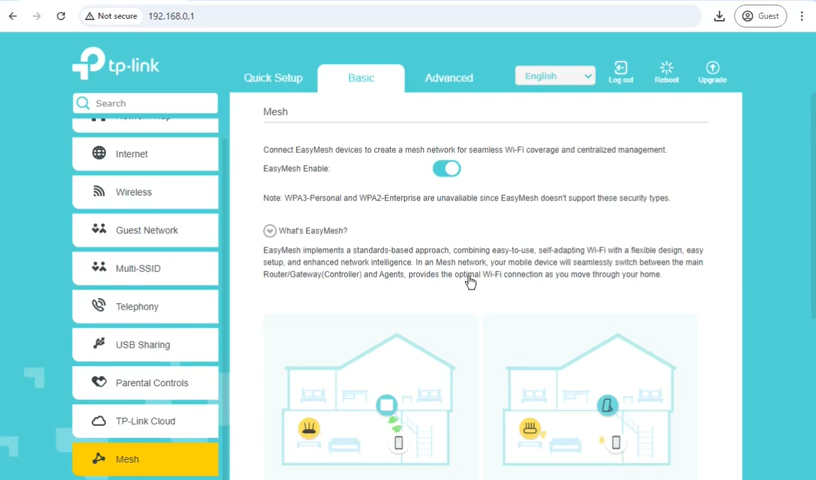 Not secure
192.168.0.1
Guest
tp-link
Quick Setup
Basic
Advanced
English
Log out
Reboot
Upgrade
Search
Network Map
Internet
Wireless
Guest Network
Multi-SSID
Telephony
USB Sharing
Parental Controls
TP-Link Cloud
Mesh
Mesh
Connect EasyMesh devices to create a mesh network for seamless Wi-Fi coverage and centralized management.
EasyMesh Enable:
Note: WPA3-Personal and WPA2-Enterprise are unavaliable since EasyMesh doesn't support these security types.
What's EasyMesh?
EasyMesh implements a standards-based approach, combining easy-to-use, self-adapting Wi-Fi with a flexible design, easy
setup, and enhanced network intelligence. In an Mesh network, your mobile device will seamlessly switch between the main
Router/Gateway(Controller) and Agents, provides the optimal Wi-Fi connection as you move through your home.